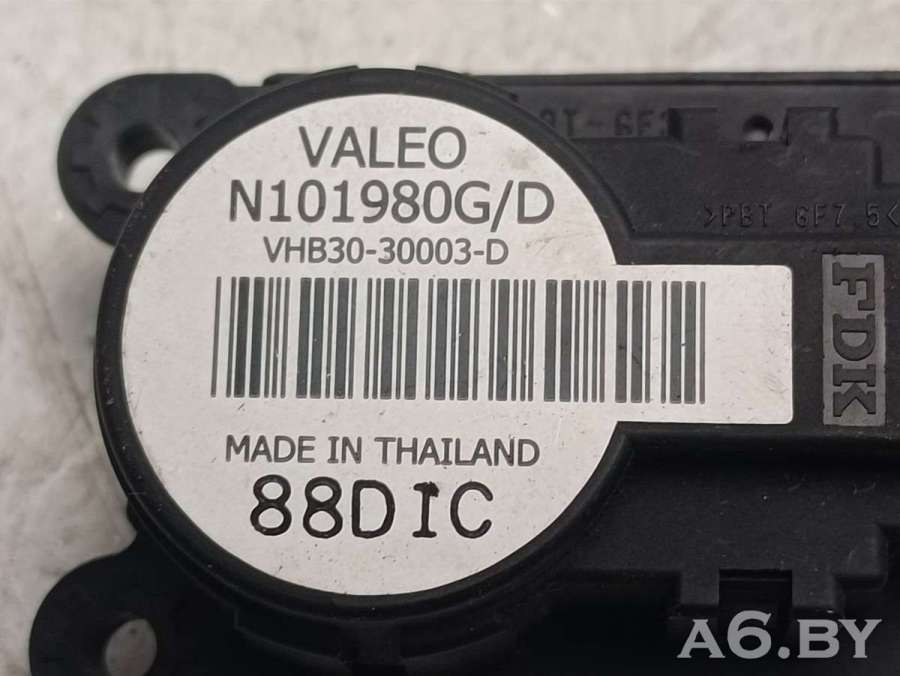 VALEO
N101980G/D
VHB30-30003-D
MADE IN THAILAND
88DIC
>PBT GF7.5<
FDK
A6.BY